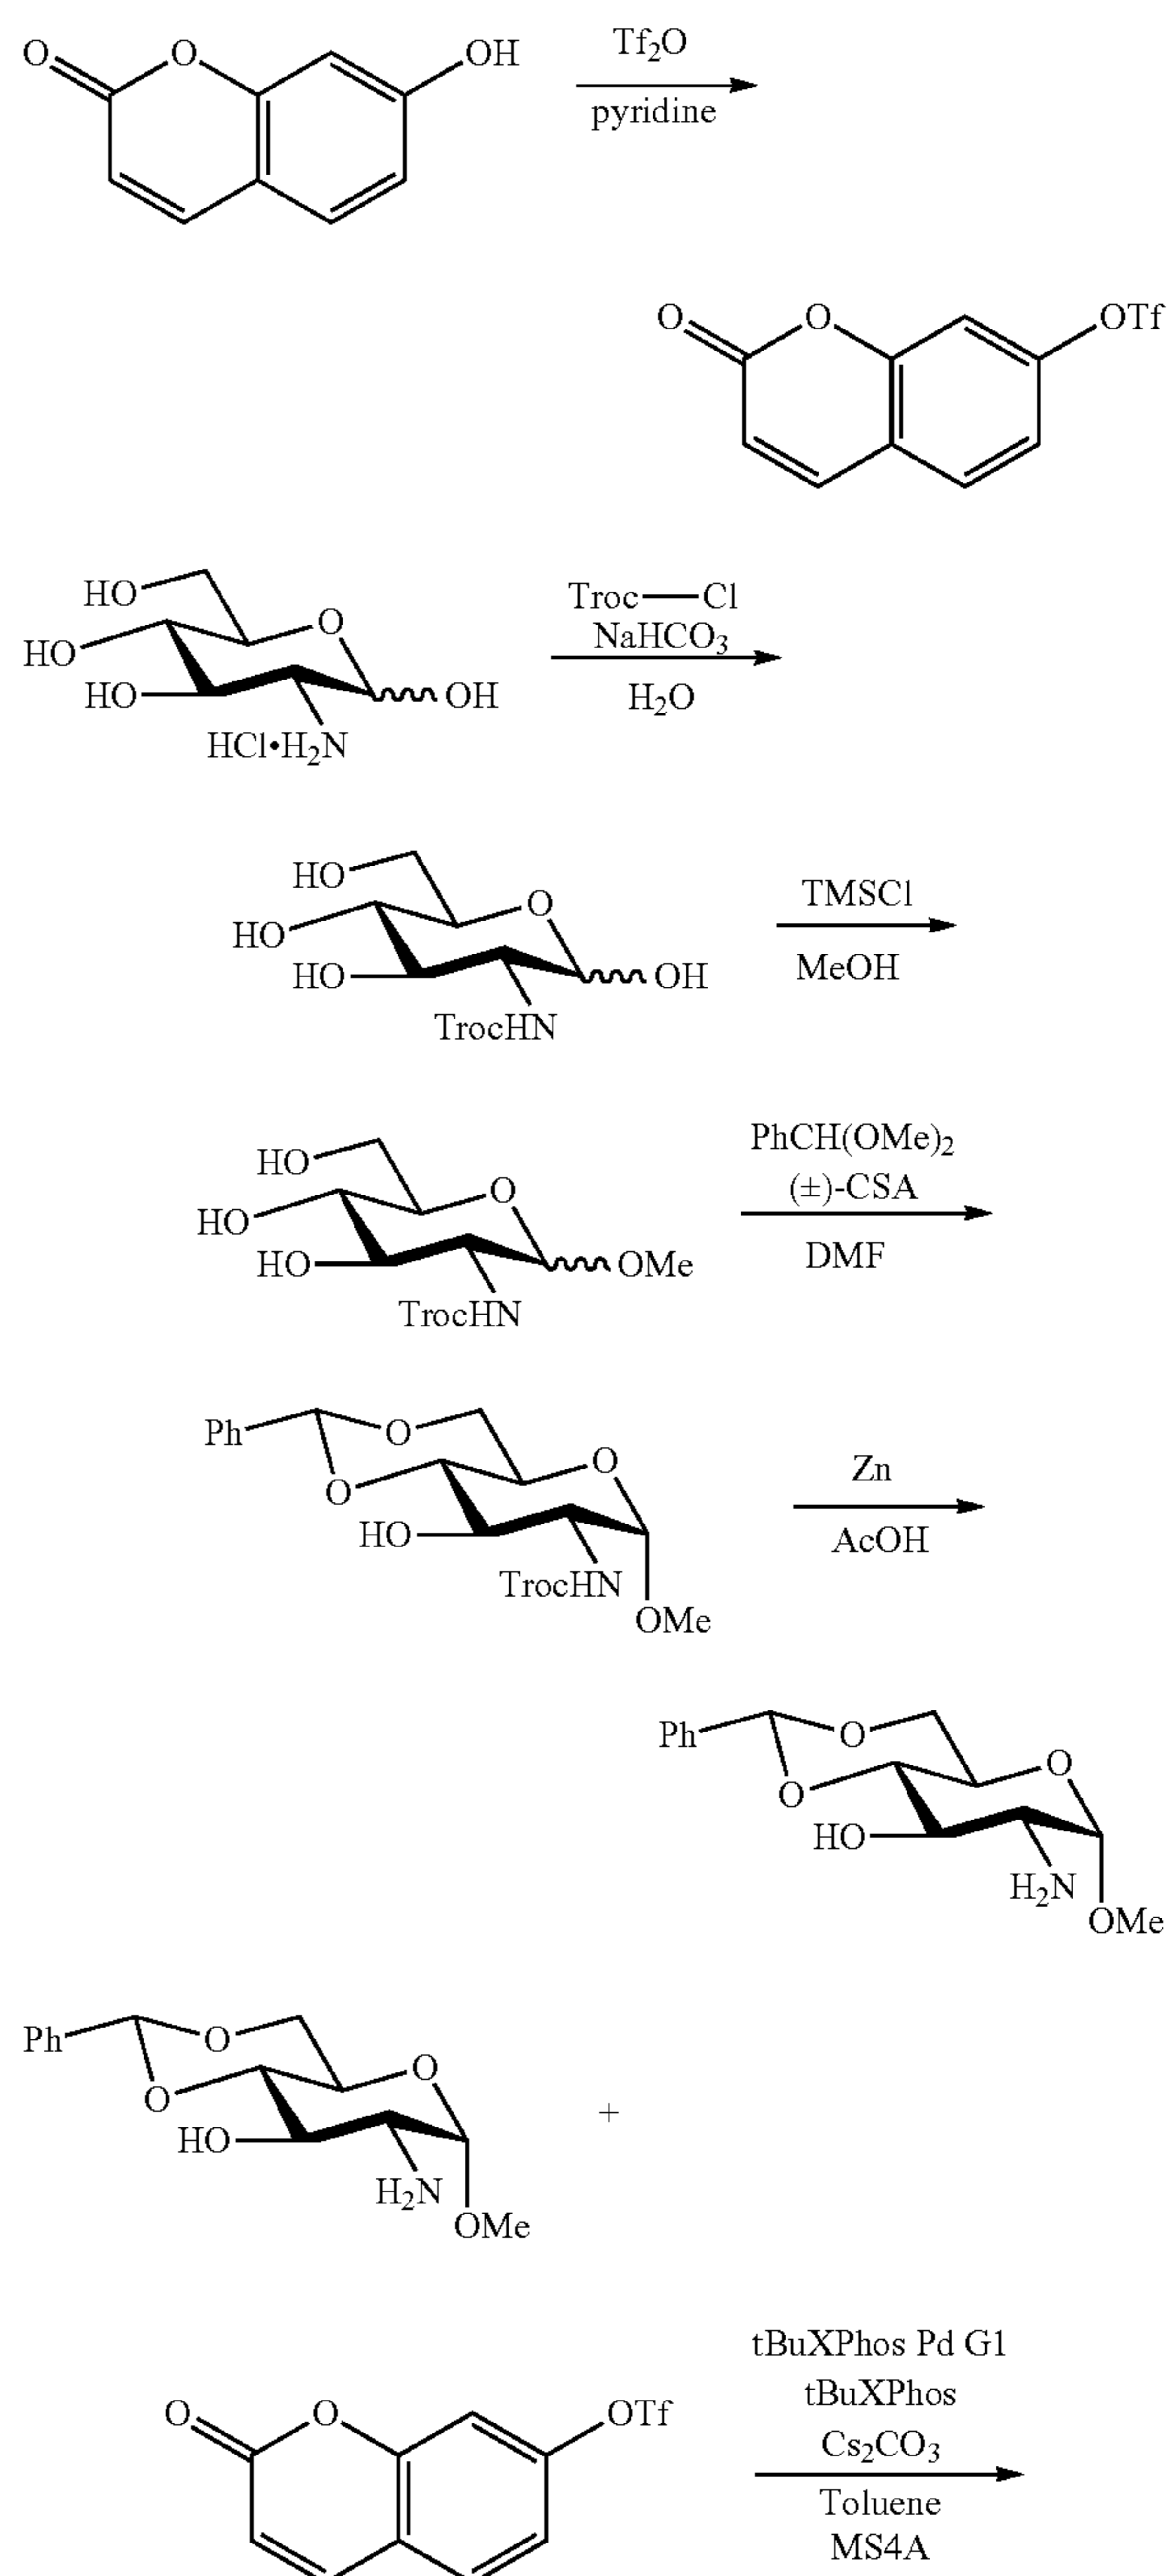 O O OH
Tf2O
pyridine
O O OTf
HO
HO
HO
O
OH
HCl•H2N
Troc—Cl
NaHCO3
H2O
HO
HO
HO
O
OH
TrocHN
TMSCl
MeOH
HO
HO
HO
O
OMe
TrocHN
PhCH(OMe)2
(±)-CSA
DMF
Ph
O
O
HO
O
TrocHN
OMe
Zn
AcOH
Ph
O
O
HO
O
H2N
OMe
Ph
O
O
HO
O
H2N
OMe
+
O O OTf
tBuXPhos Pd G1
tBuXPhos
Cs2CO3
Toluene
MS4A